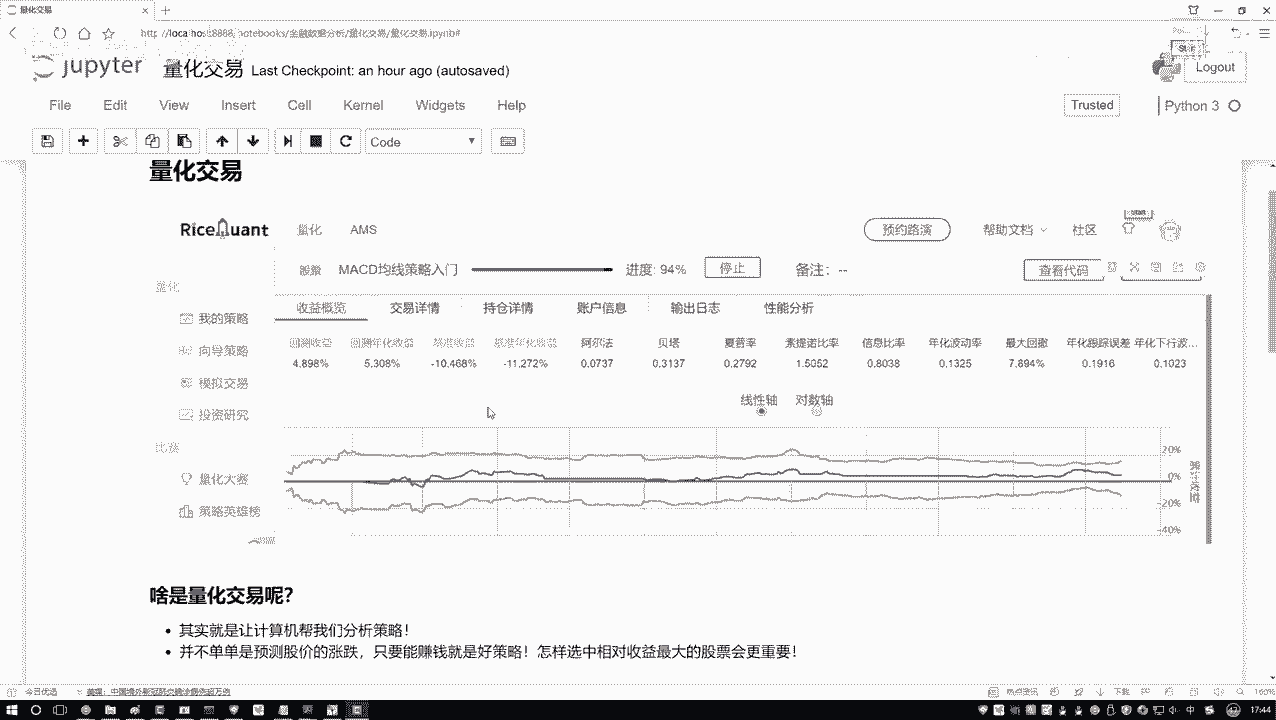 量化交易
http://localhost:8888/notebooks/金融数据分析/量化交易/量化交易.ipynb#
jupyter 量化交易 Last Checkpoint: an hour ago (autosaved)
Logout
File Edit View Insert Cell Kernel Widgets Help
Trusted Python 3
Code
量化交易
RiceQuant 量化 AMS 预约路演 帮助文档 社区
股票 MACD均线策略入门 进度: 94% 停止 备注: -- 查看代码
量化
收益概览 交易详情 持仓详情 账户信息 输出日志 性能分析
我的策略
向导策略
模拟交易
投资研究
比赛
量化大赛
策略英雄榜
回测收益 回测年化收益 基准收益 基准年化收益 阿尔法 贝塔 夏普率 索提诺比率 信息比率 年化波动率 最大回撤 年化跟踪误差 年化下行波...
4.898% 5.308% -10.468% -11.272% 0.0737 0.3137 0.2792 1.5052 0.8038 0.1325 7.894% 0.1916 0.1023
线性轴 对数轴
20%
0%
-20%
-40%
啥是量化交易呢?
其实就是让计算机帮我们分析策略!
并不单单是预测股价的涨跌，只要能赚钱就是好策略! 怎样选中相对收益最大的股票会更重要!
今日优选
热点资讯
下载
160%
中
17:44